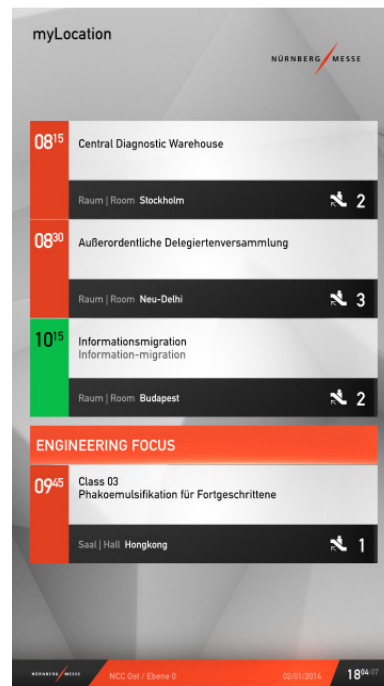 myLocation
NÜRNBERG MESSE
08¹⁵ Central Diagnostic Warehouse
Raum | Room Stockholm 2
08³⁰ Außerordentliche Delegiertenversammlung
Raum | Room Neu-Delhi 3
10¹⁵ Informationsmigration
Information-migration
Raum | Room Budapest 2
ENGINEERING FOCUS
09⁴⁵ Class 03
Phakoemulsifikation für Fortgeschrittene
Saal | Hall Hongkong 1
NÜRNBERG MESSE NCC Ost / Ebene 0 02/01/2014 18⁰⁴⁻⁰⁷